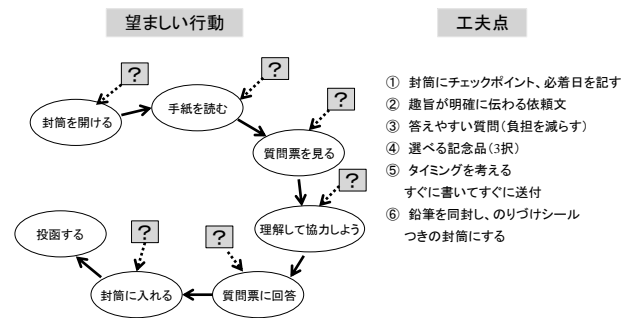 望ましい行動
工夫点
?
?
?
?
?
?
封筒を開ける
手紙を読む
質問票を見る
理解して協力しよう
質問票に回答
封筒に入れる
投函する
① 封筒にチェックポイント、必着日を記す
② 趣旨が明確に伝わる依頼文
③ 答えやすい質問(負担を減らす)
④ 選べる記念品(3択)
⑤ タイミングを考える
すぐに書いてすぐに送付
⑥ 鉛筆を同封し、のりづけシール
つきの封筒にする